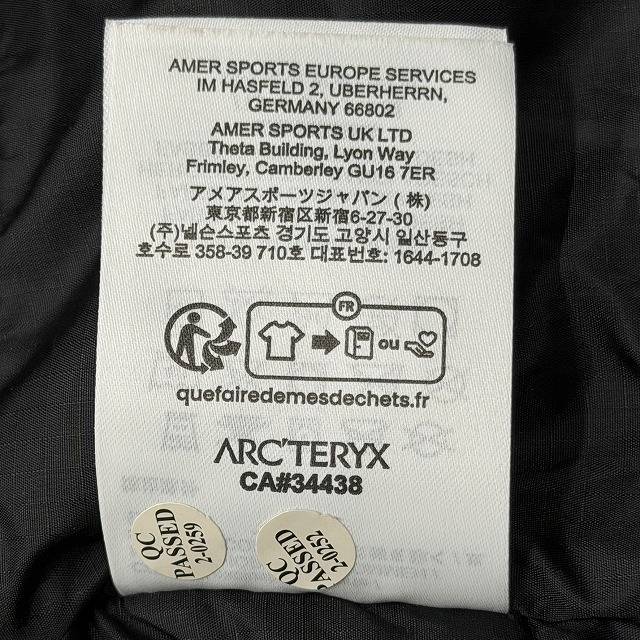 AMER SPORTS EUROPE SERVICES
IM HASFELD 2, UBERHERRN,
GERMANY 66802
AMER SPORTS UK LTD
Theta Building, Lyon Way
Frimley, Camberley GU16 7ER
アメアスポーツジャパン (株)
東京都新宿区新宿6-27-30
(주)넬슨스포츠 경기도 고양시 일산동구
호수로 358-39 710호 대표번호: 1644-1708
FR
ou
quefairedemesdechets.fr
ARC'TERYX
CA#34438
QC
PASSED
2-0259
QC
PASSED
2-0252